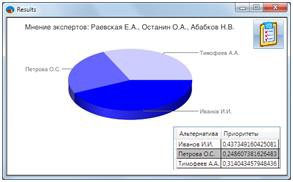 Results
Мнение экспертов: Раевская Е.А., Останин О.А., Абабков Н.В.
Тимофеев А.А.
Петрова О.С.
Иванов И.И.
Альтернатива Приоритеты
Иванов И.И. 0,437349160425081
Петрова О.С. 0,248607381626483
Тимофеев А.А. 0,314043457948436